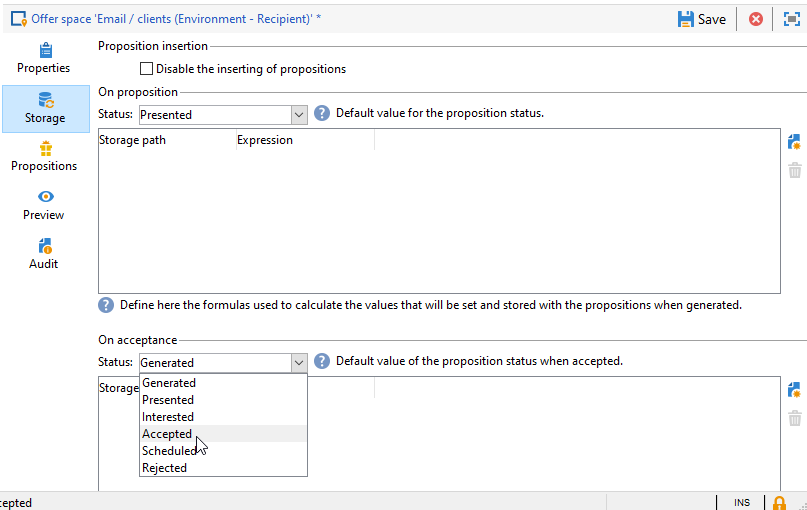 Offer space 'Email / clients (Environment - Recipient)' *
Save
Properties
Storage
Propositions
Preview
Audit
Proposition insertion
Disable the inserting of propositions
On proposition
Status: Presented
? Default value for the proposition status.
Storage path Expression
? Define here the formulas used to calculate the values that will be set and stored with the propositions when generated.
On acceptance
Status: Generated
? Default value of the proposition status when accepted.
Storage
Generated
Presented
Interested
Accepted
Scheduled
Rejected
cepted
INS